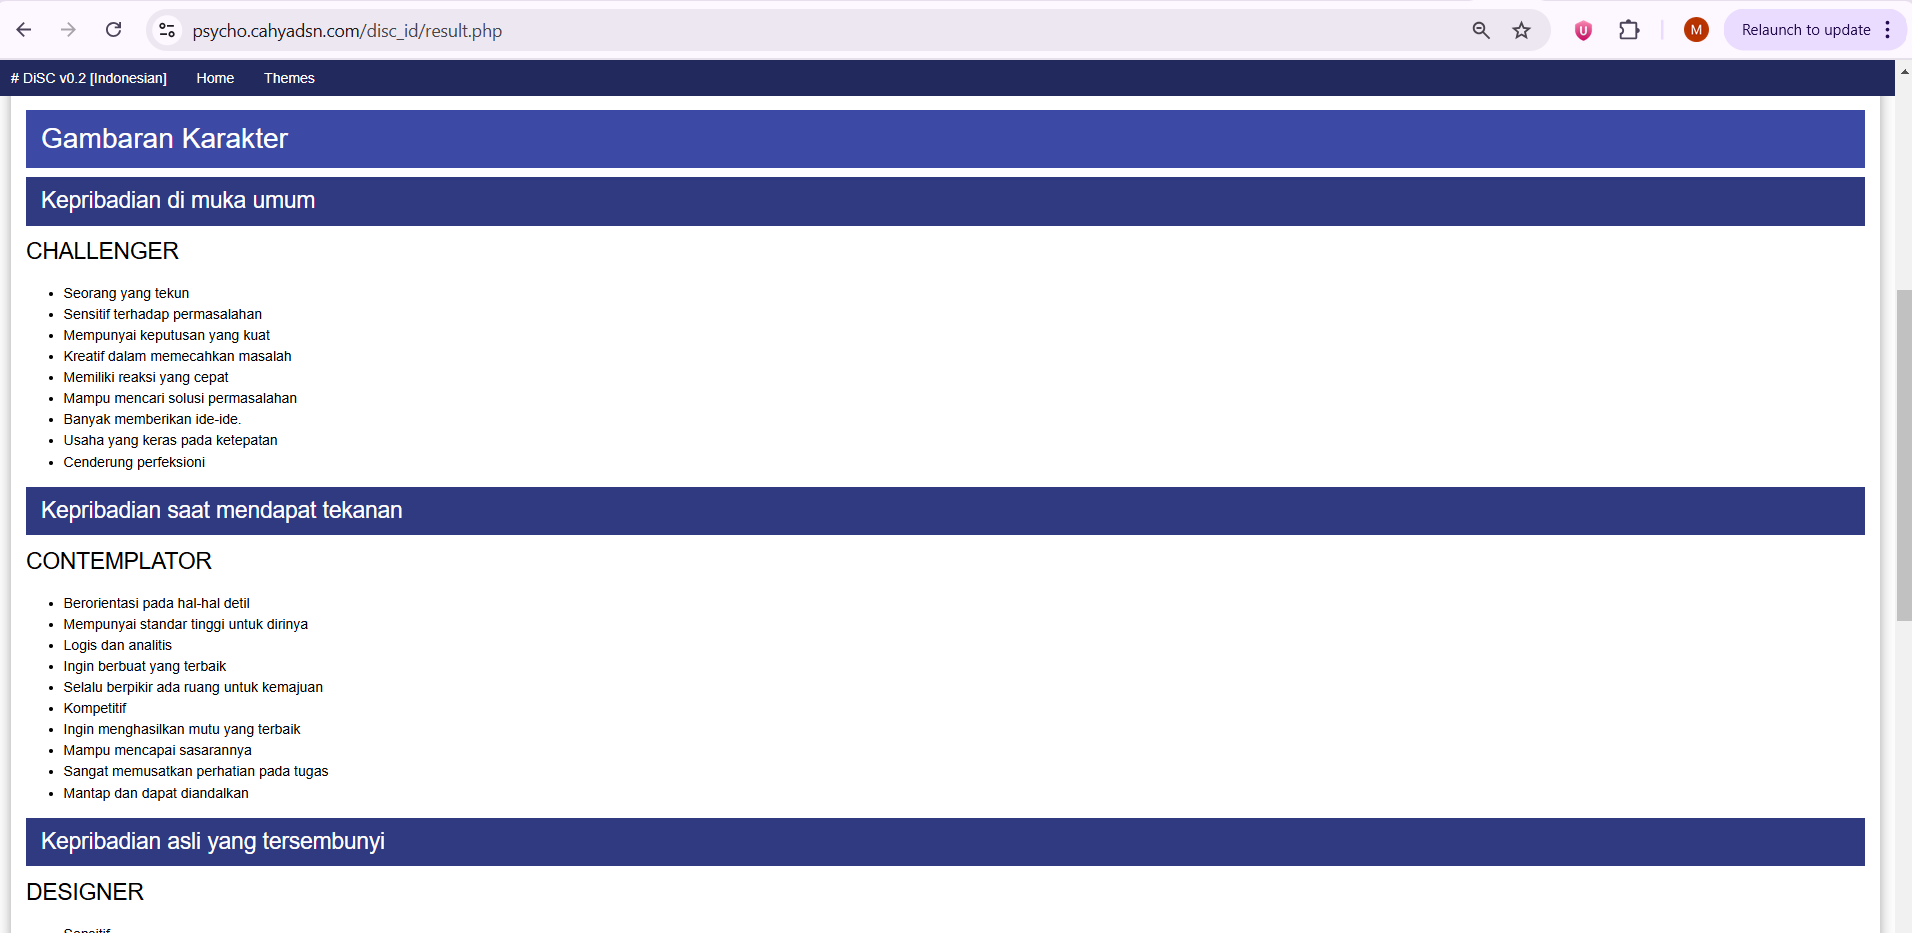 psycho.cahyadsn.com/disc_id/result.php
M
Relaunch to update
# DiSC v0.2 [Indonesian]
Home
Themes
Gambaran Karakter
Kepribadian di muka umum
CHALLENGER
Seorang yang tekun
Sensitif terhadap permasalahan
Mempunyai keputusan yang kuat
Kreatif dalam memecahkan masalah
Memiliki reaksi yang cepat
Mampu mencari solusi permasalahan
Banyak memberikan ide-ide.
Usaha yang keras pada ketepatan
Cenderung perfeksioni
Kepribadian saat mendapat tekanan
CONTEMPLATOR
Berorientasi pada hal-hal detil
Mempunyai standar tinggi untuk dirinya
Logis dan analitis
Ingin berbuat yang terbaik
Selalu berpikir ada ruang untuk kemajuan
Kompetitif
Ingin menghasilkan mutu yang terbaik
Mampu mencapai sasarannya
Sangat memusatkan perhatian pada tugas
Mantap dan dapat diandalkan
Kepribadian asli yang tersembunyi
DESIGNER
Sensitif